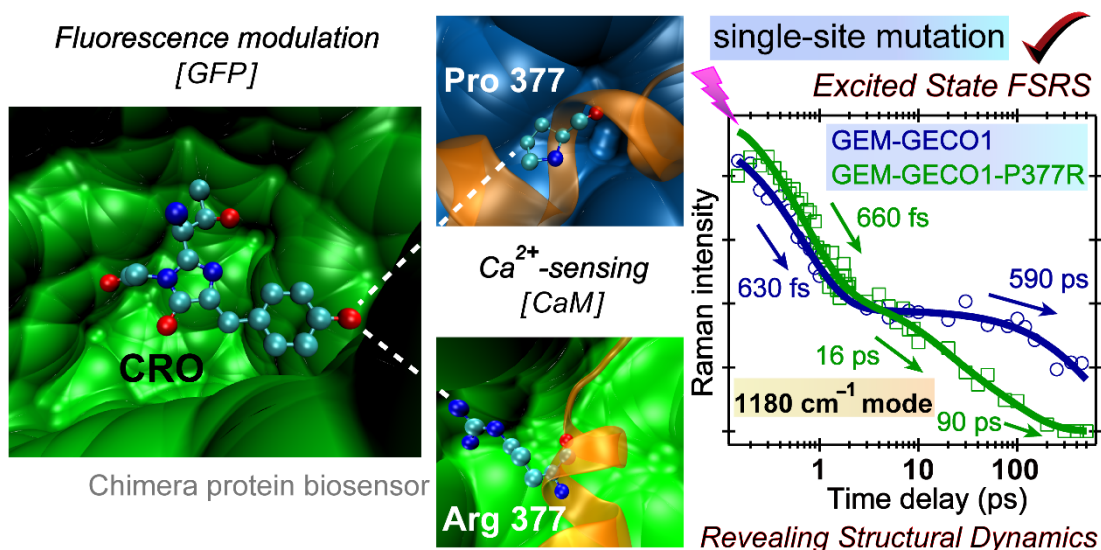 Fluorescence modulation
[GFP]
CRO
Chimera protein biosensor
Pro 377
Ca²⁺-sensing
[CaM]
Arg 377
single-site mutation
Excited State FSRS
GEM-GECO1
GEM-GECO1-P377R
660 fs
630 fs
590 ps
16 ps
90 ps
1180 cm⁻¹ mode
Raman intensity
1
10
100
Time delay (ps)
Revealing Structural Dynamics